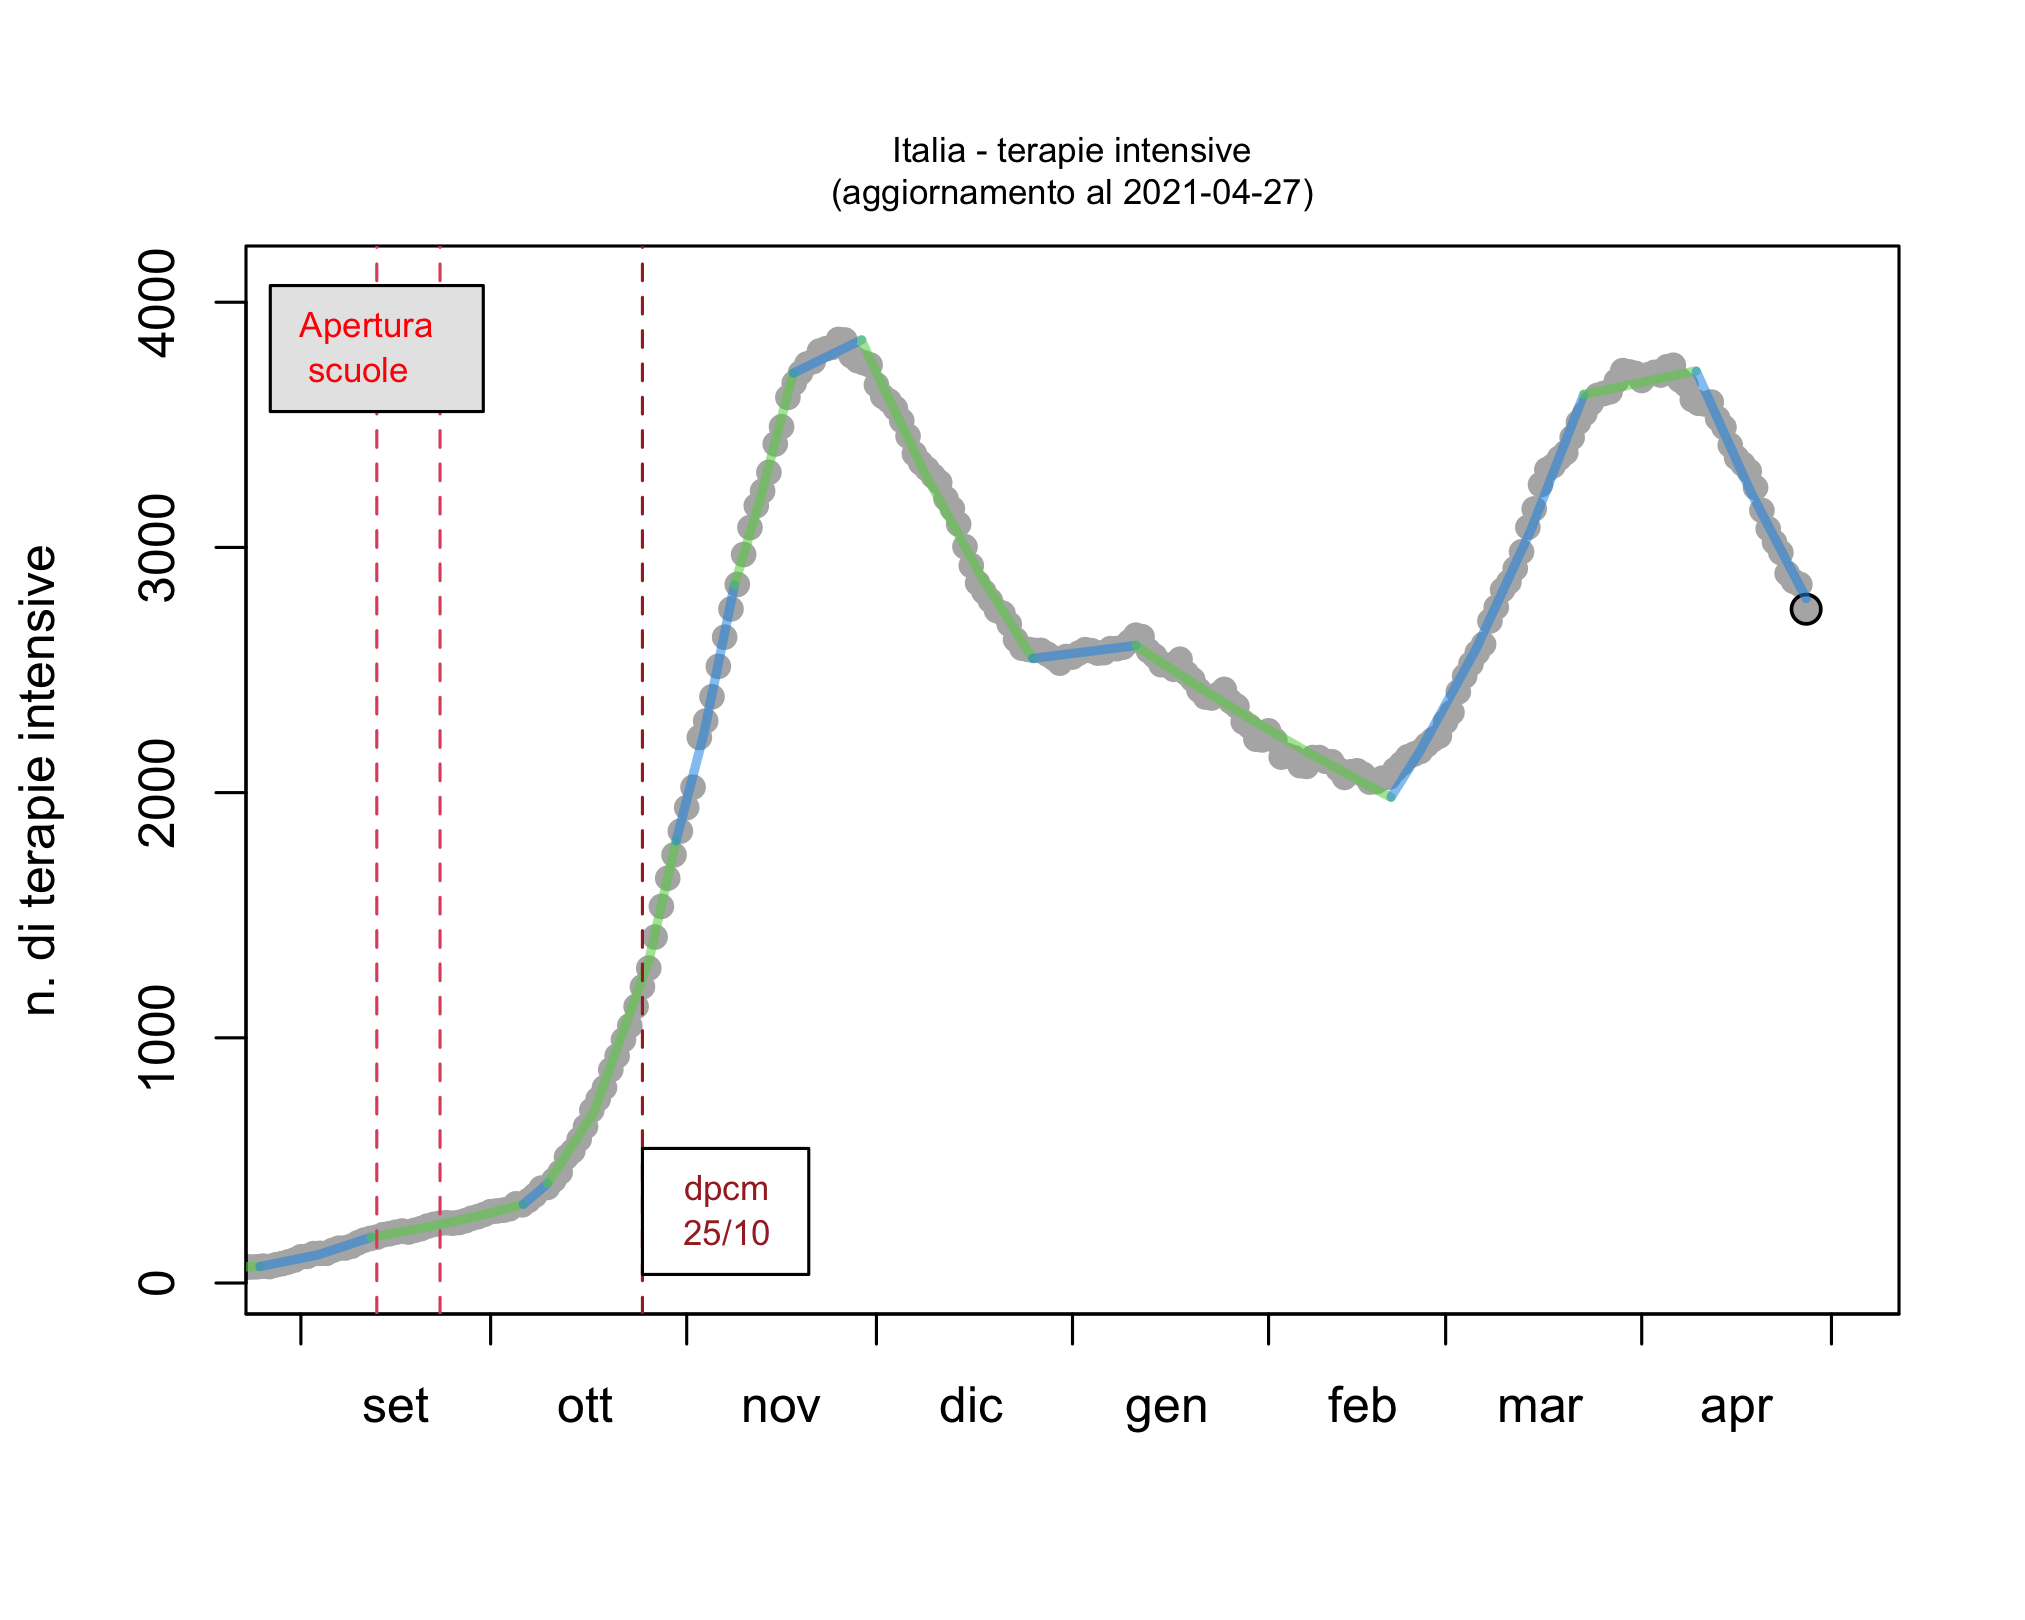 Italia - terapie intensive
(aggiornamento al 2021-04-27)
n. di terapie intensive
4000
3000
2000
1000
0
Apertura
scuole
dpcm
25/10
set ott nov dic gen feb mar apr